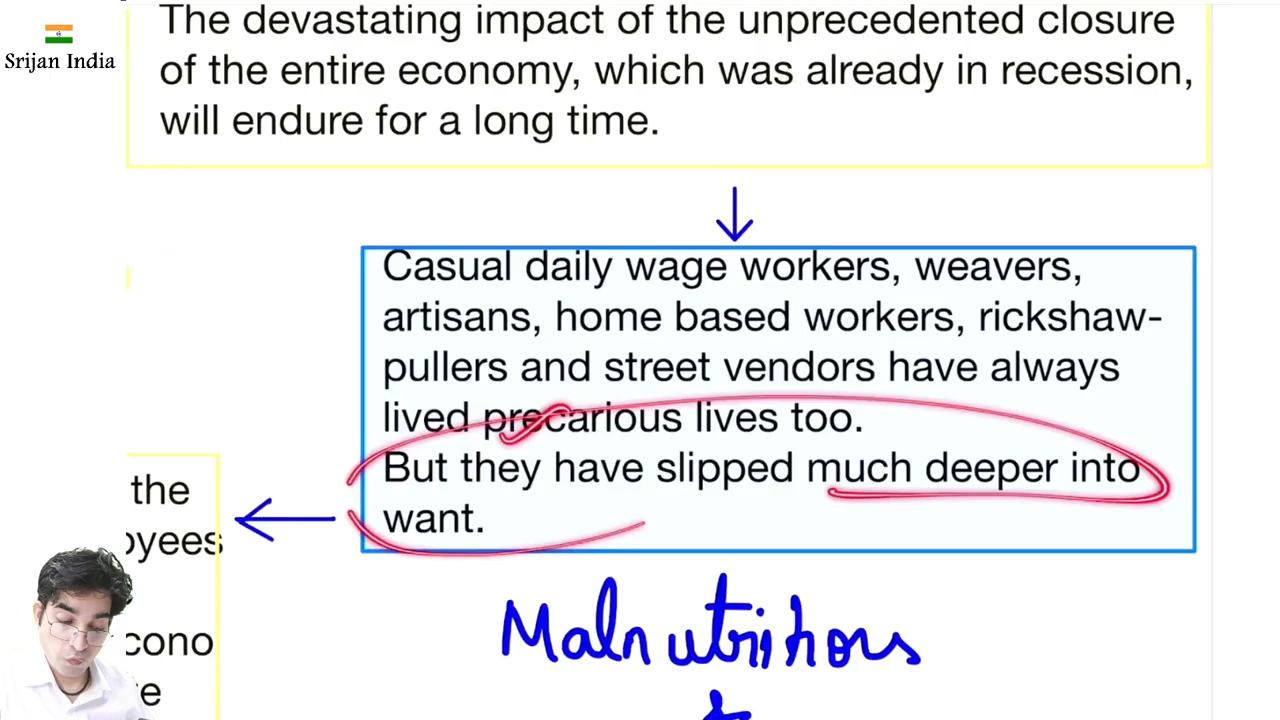 Srijan India
The devastating impact of the unprecedented closure
of the entire economy, which was already in recession,
will endure for a long time.
Casual daily wage workers, weavers,
artisans, home based workers, rickshaw-
pullers and street vendors have always
lived precarious lives too.
But they have slipped much deeper into
want.
the
oyees
cono
Malnutritions